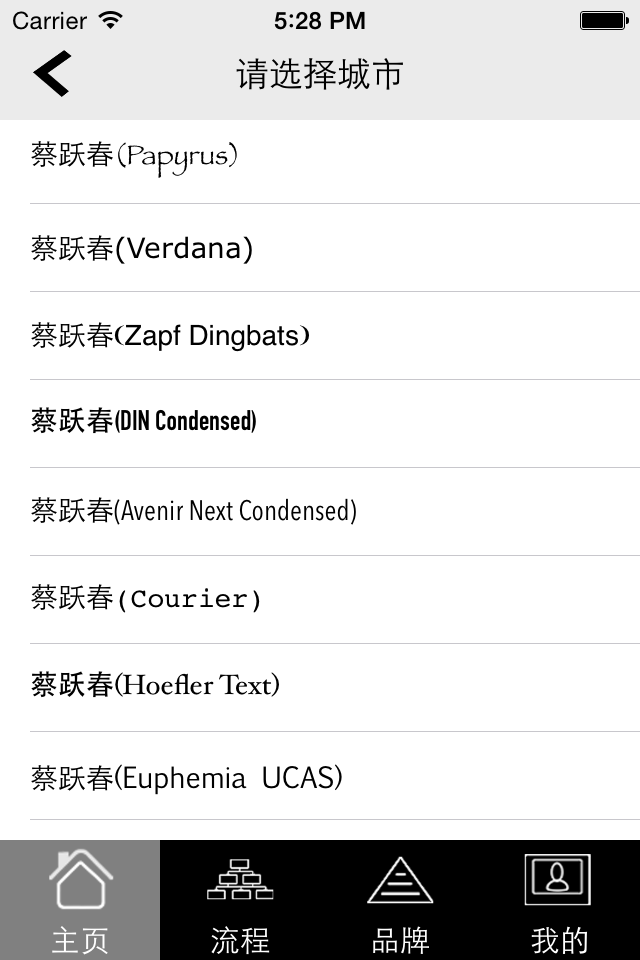 Carrier 5:28 PM
请选择城市
蔡跃春(Papyrus)
蔡跃春(Verdana)
蔡跃春(Zapf Dingbats)
蔡跃春(DIN Condensed)
蔡跃春(Avenir Next Condensed)
蔡跃春(Courier)
蔡跃春(Hoefler Text)
蔡跃春(Euphemia UCAS)
主页 流程 品牌 我的